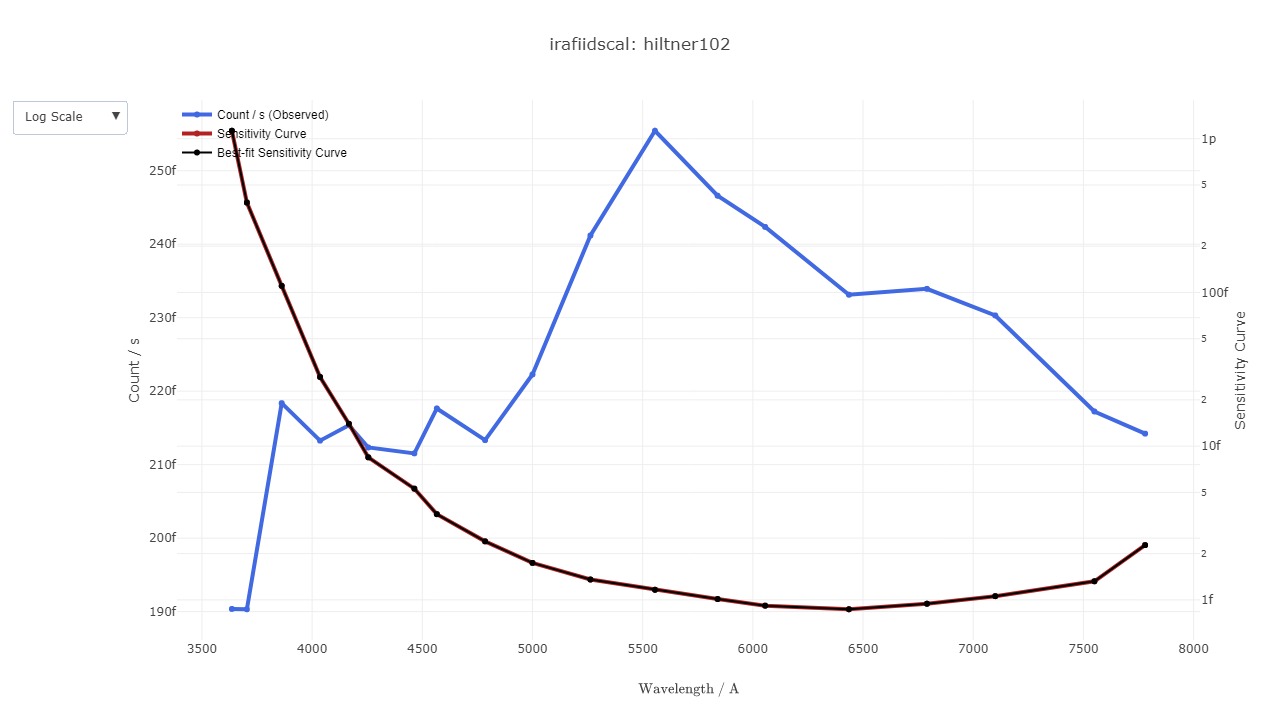 irafiidscal: hiltner102
Log Scale ▼
Count / s (Observed)
Sensitivity Curve
Best-fit Sensitivity Curve
250f
240f
230f
220f
210f
200f
190f
Count / s
1p
5
2
100f
5
2
10f
5
2
1f
Sensitivity Curve
3500 4000 4500 5000 5500 6000 6500 7000 7500 8000
Wavelength / A